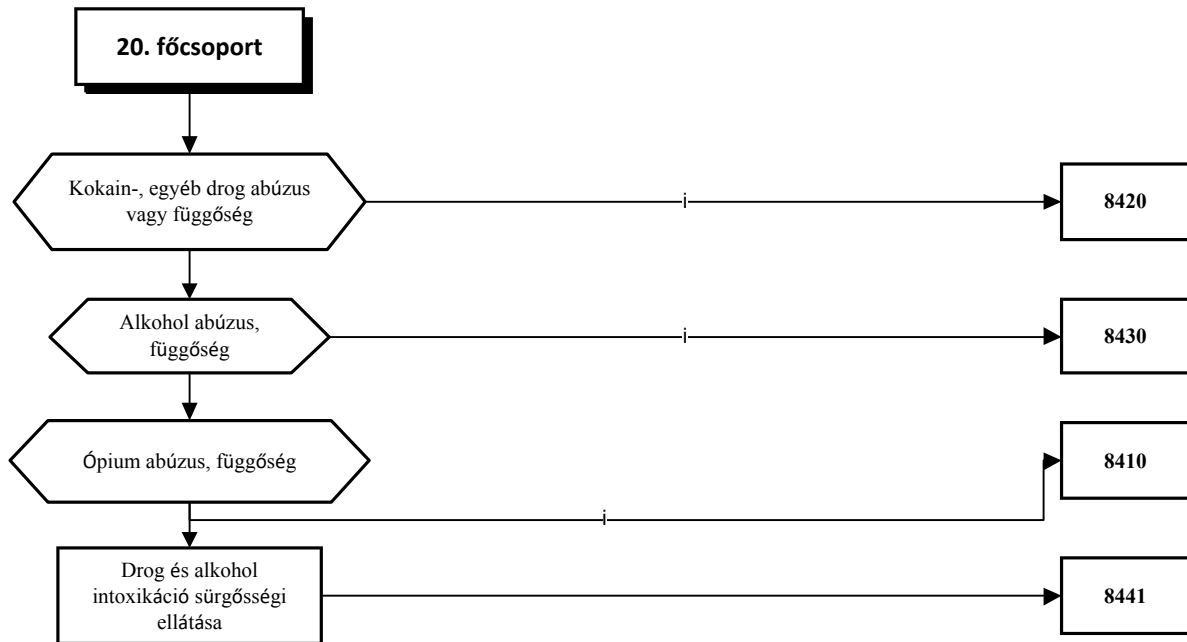 20. főcsoport
Kokain-, egyéb drog abúzus
vagy függőség
i
8420
Alkohol abúzus,
függőség
i
8430
Ópium abúzus, függőség
8410
i
Drog és alkohol
intoxikáció sürgősségi
ellátása
8441